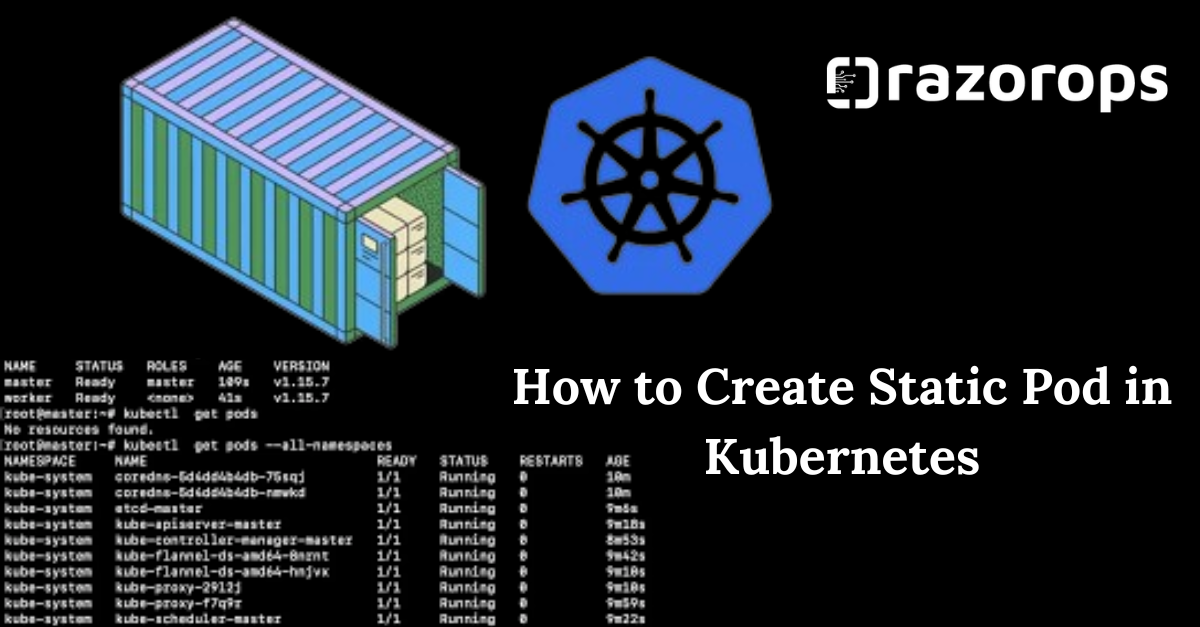 razorops
How to Create Static Pod in
Kubernetes
NAME STATUS ROLES AGE VERSION
master Ready master 109s v1.15.7
worker Ready <none> 41s v1.15.7
[root@master:~# kubectl get pods
No resources found.
[root@master:~# kubectl get pods --all-namespaces
NAMESPACE NAME READY STATUS RESTARTS AGE
kube-system coredns-5d4dd4b4db-75sqj 1/1 Running 0 10m
kube-system coredns-5d4dd4b4db-nmwkd 1/1 Running 0 10m
kube-system etcd-master 1/1 Running 0 9m6s
kube-system kube-apiserver-master 1/1 Running 0 9m18s
kube-system kube-controller-manager-master 1/1 Running 0 8m53s
kube-system kube-flannel-ds-amd64-8nrnt 1/1 Running 0 9m42s
kube-system kube-flannel-ds-amd64-hnjvx 1/1 Running 0 9m10s
kube-system kube-proxy-29l2j 1/1 Running 0 9m10s
kube-system kube-proxy-f7q9r 1/1 Running 0 9m59s
kube-system kube-scheduler-master 1/1 Running 0 9m22s